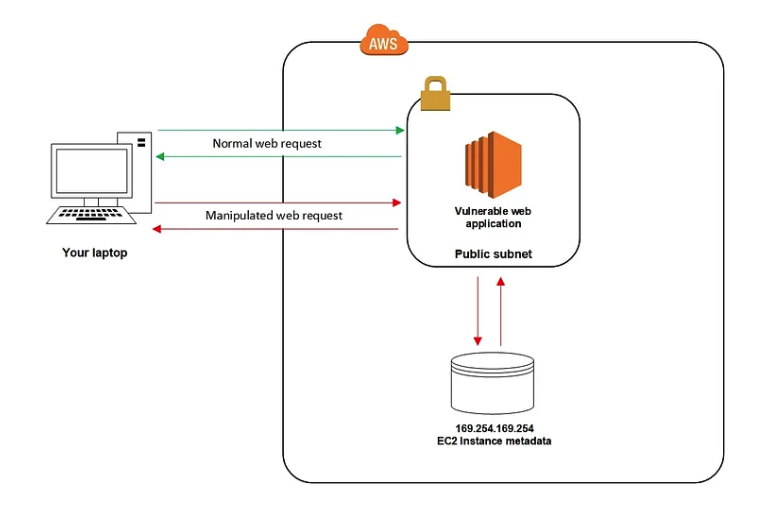 AWS
Normal web request
Manipulated web request
Your laptop
Vulnerable web
application
Public subnet
169.254.169.254
EC2 Instance metadata